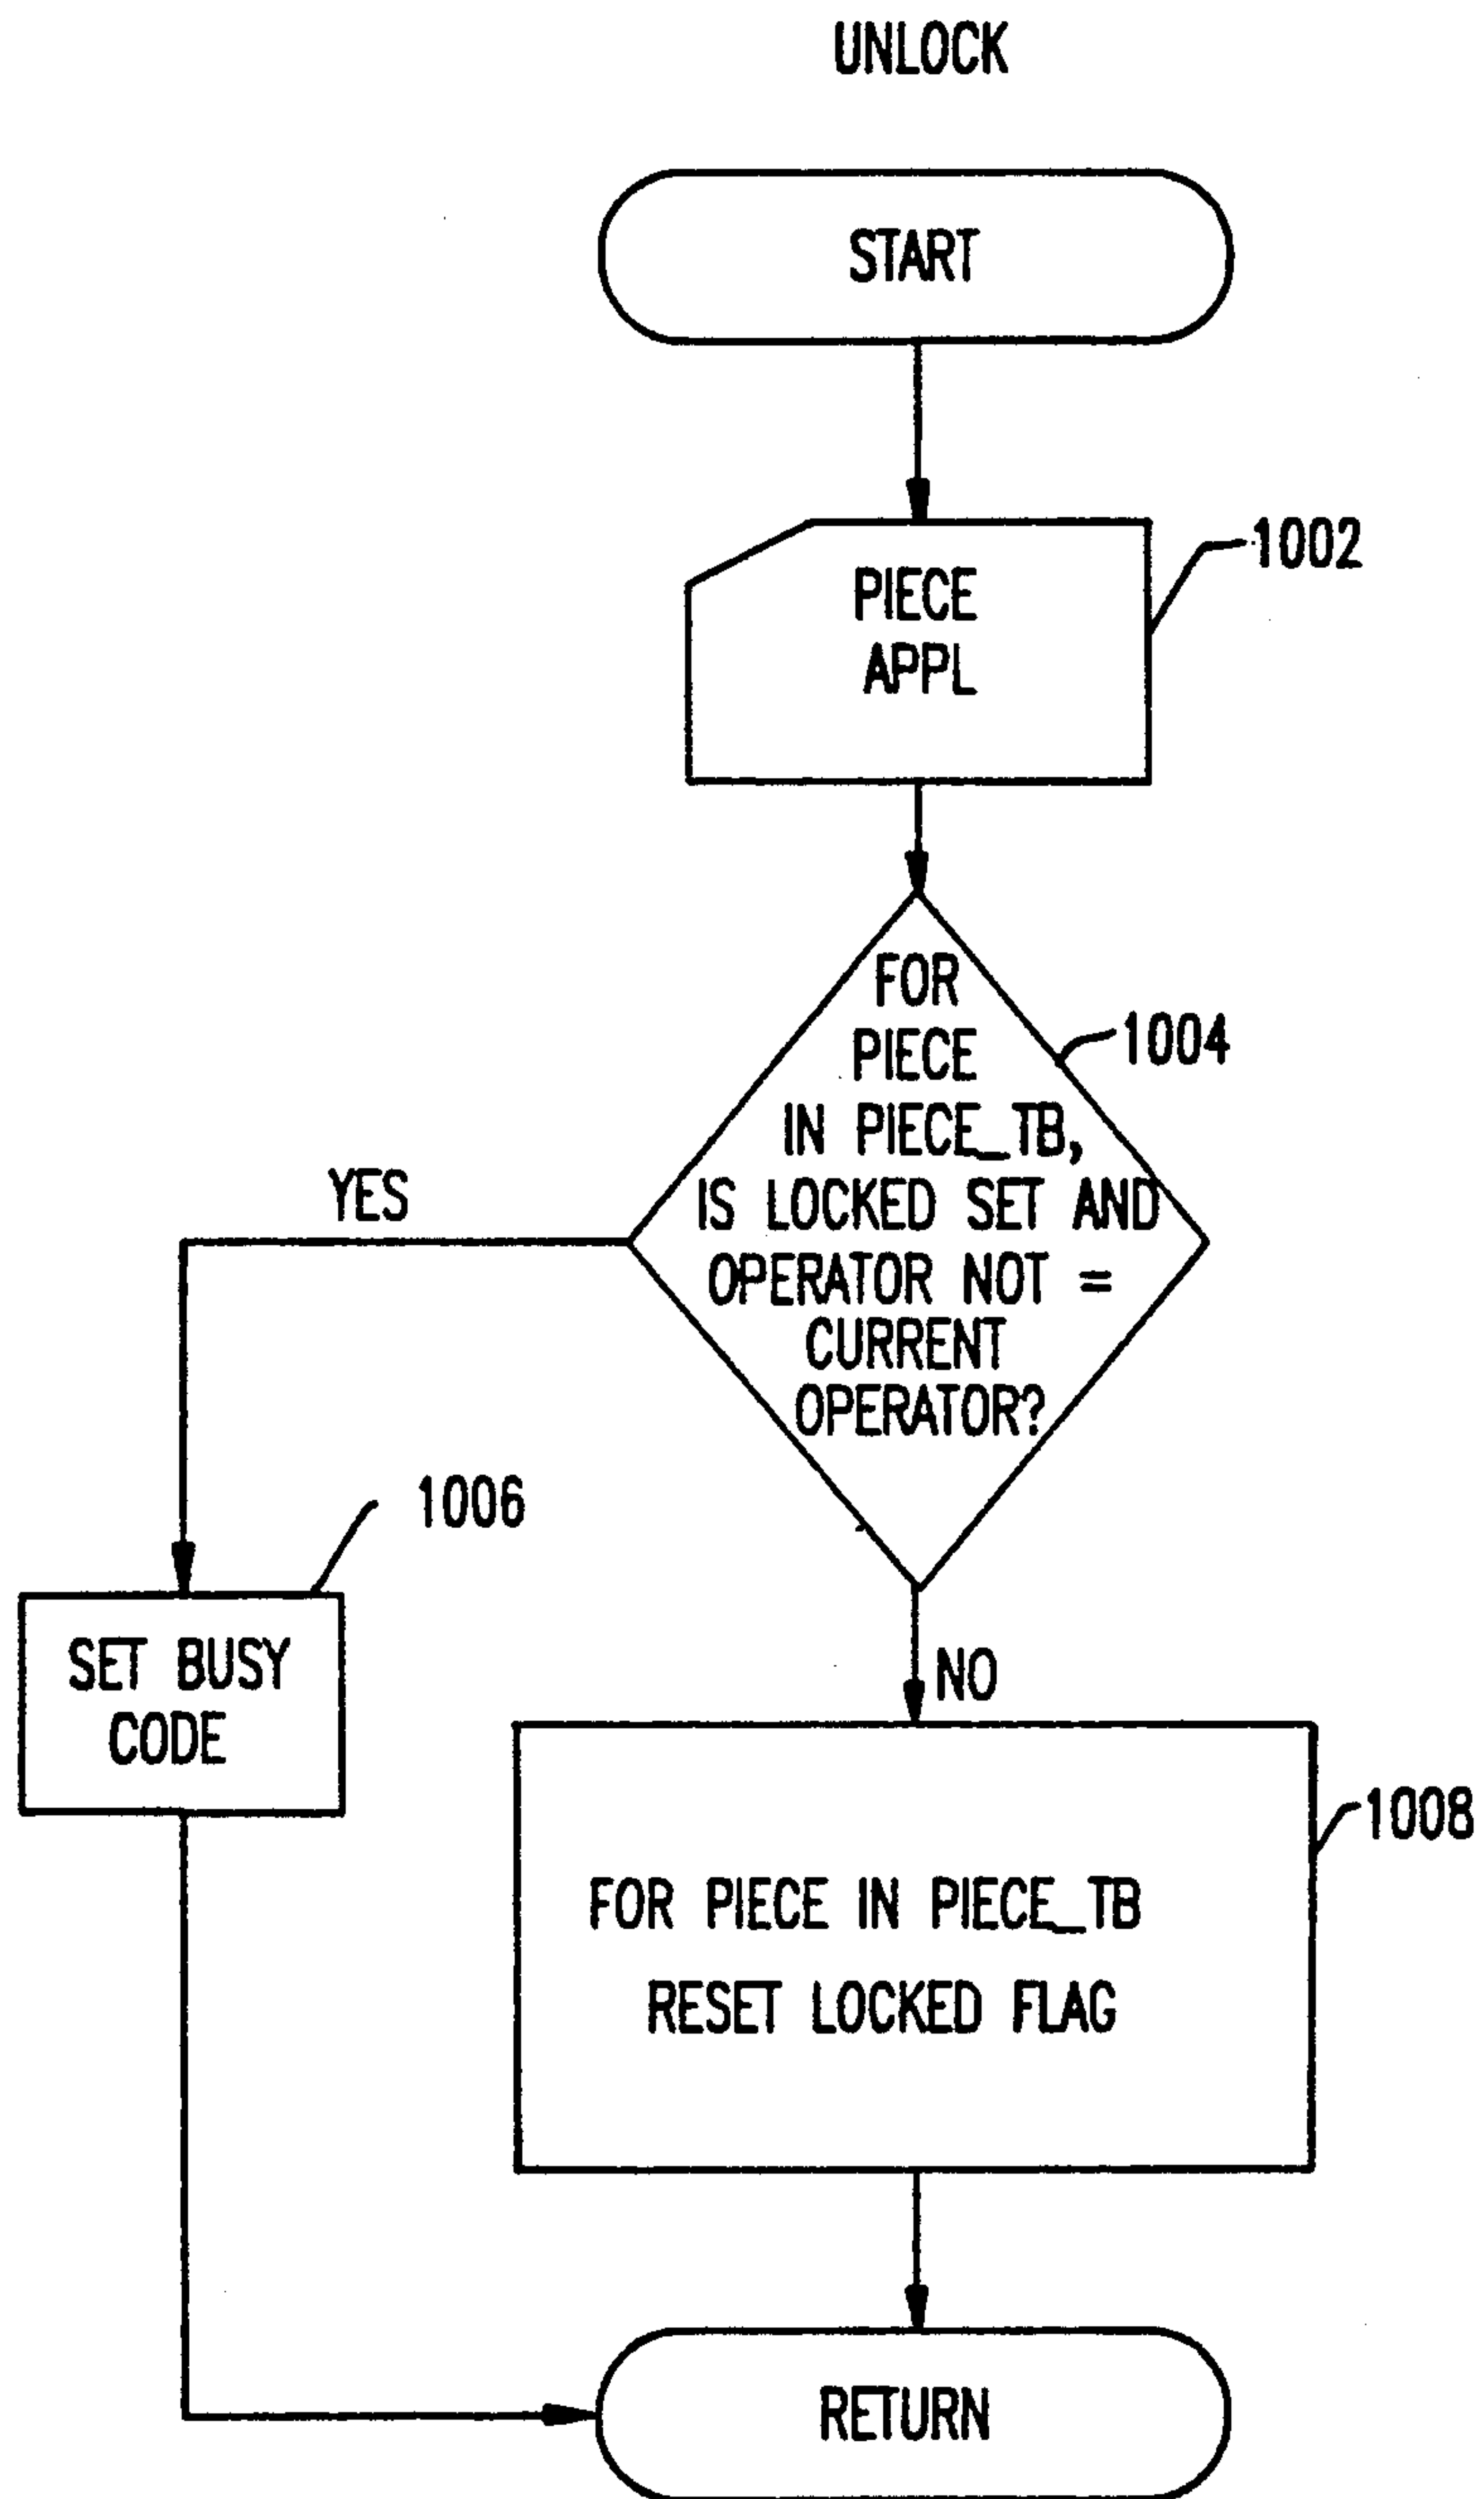 UNLOCK
START
PIECE
APPL
1002
FOR
PIECE
IN PIECE_TB,
IS LOCKED SET AND
OPERATOR NOT =
CURRENT
OPERATOR?
1004
YES
1006
SET BUSY
CODE
NO
1008
FOR PIECE IN PIECE_TB
RESET LOCKED FLAG
RETURN